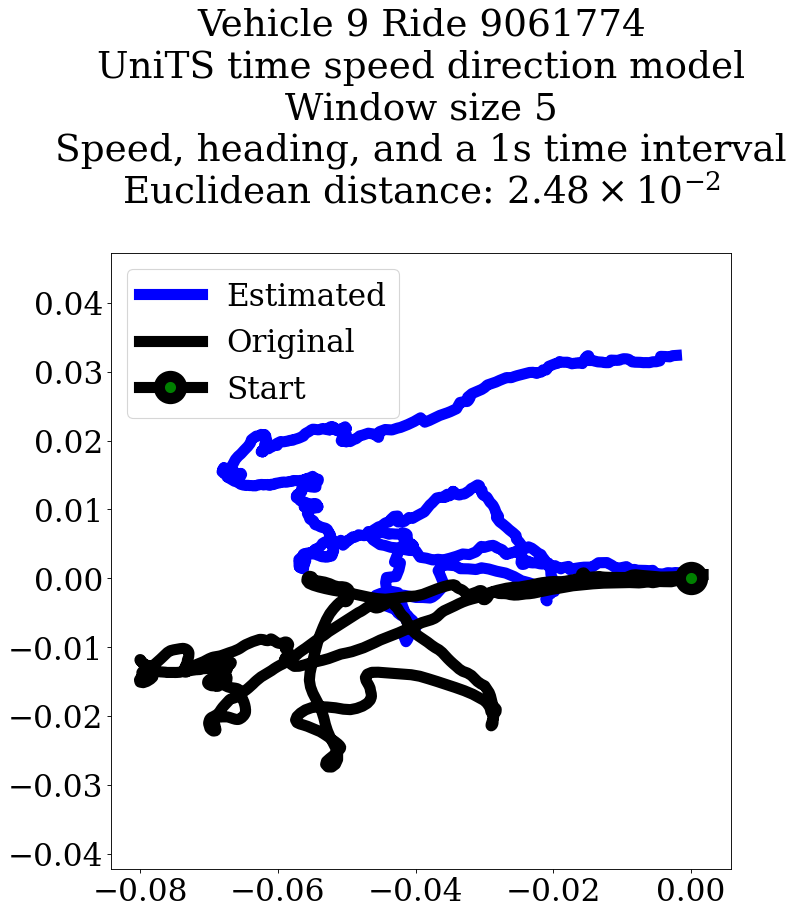 Vehicle 9 Ride 9061774
UniTS time speed direction model
Window size 5
Speed, heading, and a 1s time interval
Euclidean distance: 2.48 × 10⁻²
Estimated
Original
Start
0.04
0.03
0.02
0.01
0.00
−0.01
−0.02
−0.03
−0.04
−0.08 −0.06 −0.04 −0.02 0.00